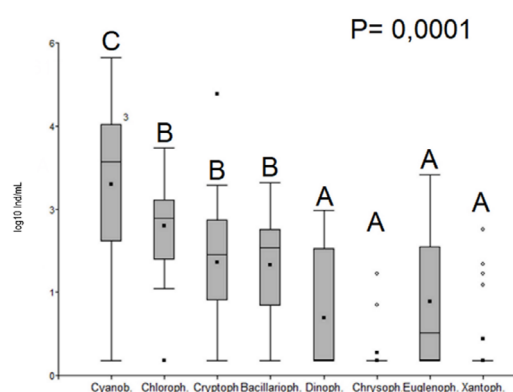 P= 0,0001
6
4
3
1
0
log10 Ind/mL
C
3
B
B
B
A
A
A
A
Cyanob. Chloroph. Cryptoph. Bacillarioph. Dinoph. Chrysoph. Euglenoph. Xantoph.